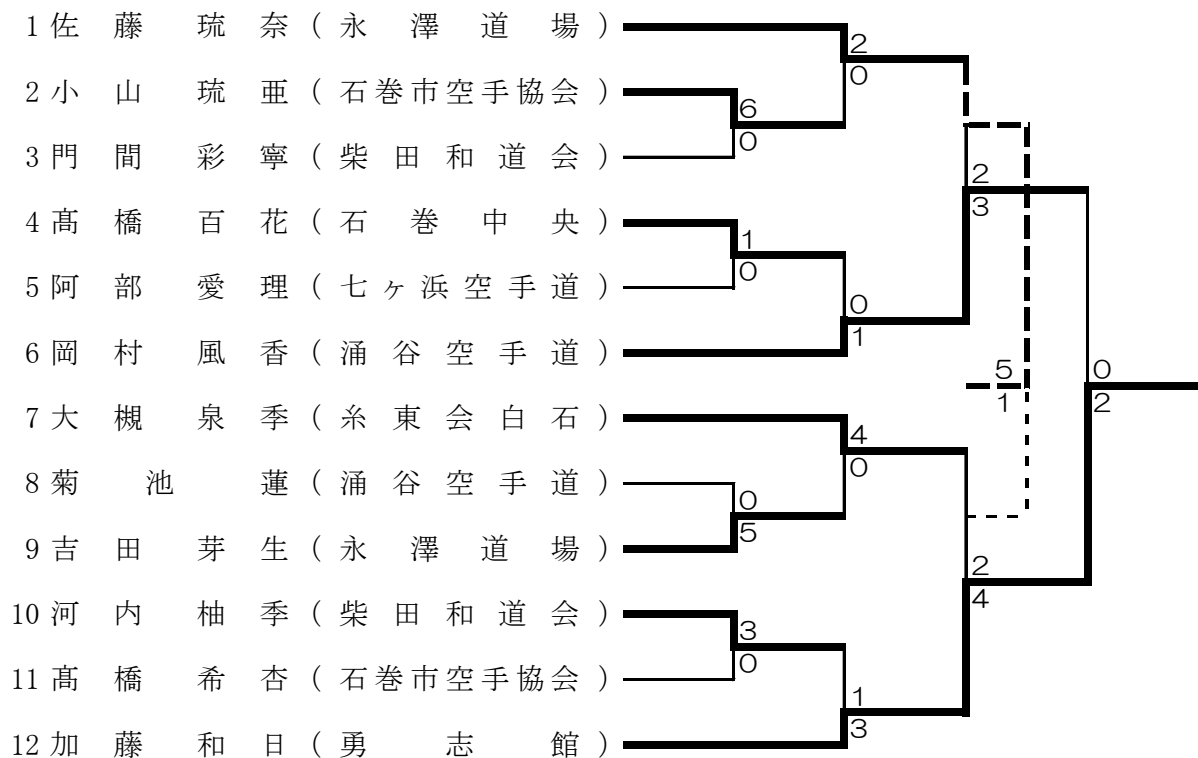 1 佐藤琉奈(永澤道場)
2 小山琉亜(石巻市空手協会)
3 門間彩寧(柴田和道会)
4 髙橋百花(石巻中央)
5 阿部愛理(七ヶ浜空手道)
6 岡村風香(涌谷空手道)
7 大槻泉季(糸東会白石)
8 菊池蓮(涌谷空手道)
9 吉田芽生(永澤道場)
10 河内柚季(柴田和道会)
11 髙橋希杏(石巻市空手協会)
12 加藤和日(勇志館)
6
0
1
0
0
5
3
0
2
0
0
1
4
0
1
3
2
3
2
4
5
1
0
2